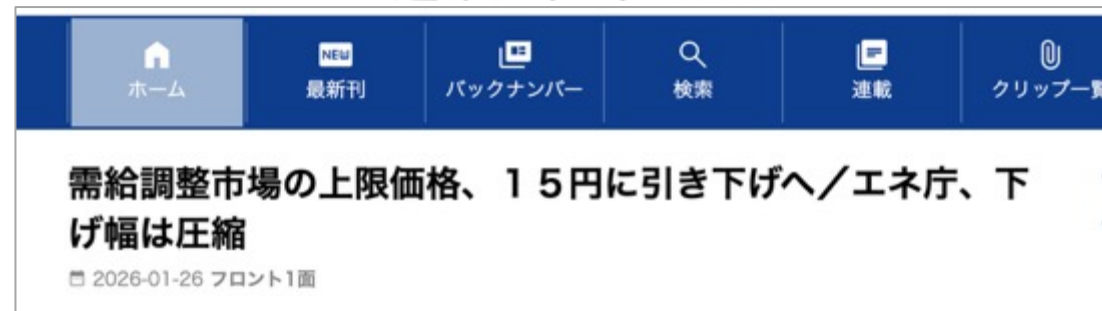 ホーム
NEW
最新刊
バックナンバー
検索
連載
クリップ一覧
需給調整市場の上限価格、１５円に引き下げへ／エネ庁、下
げ幅は圧縮
2026-01-26 フロント1面